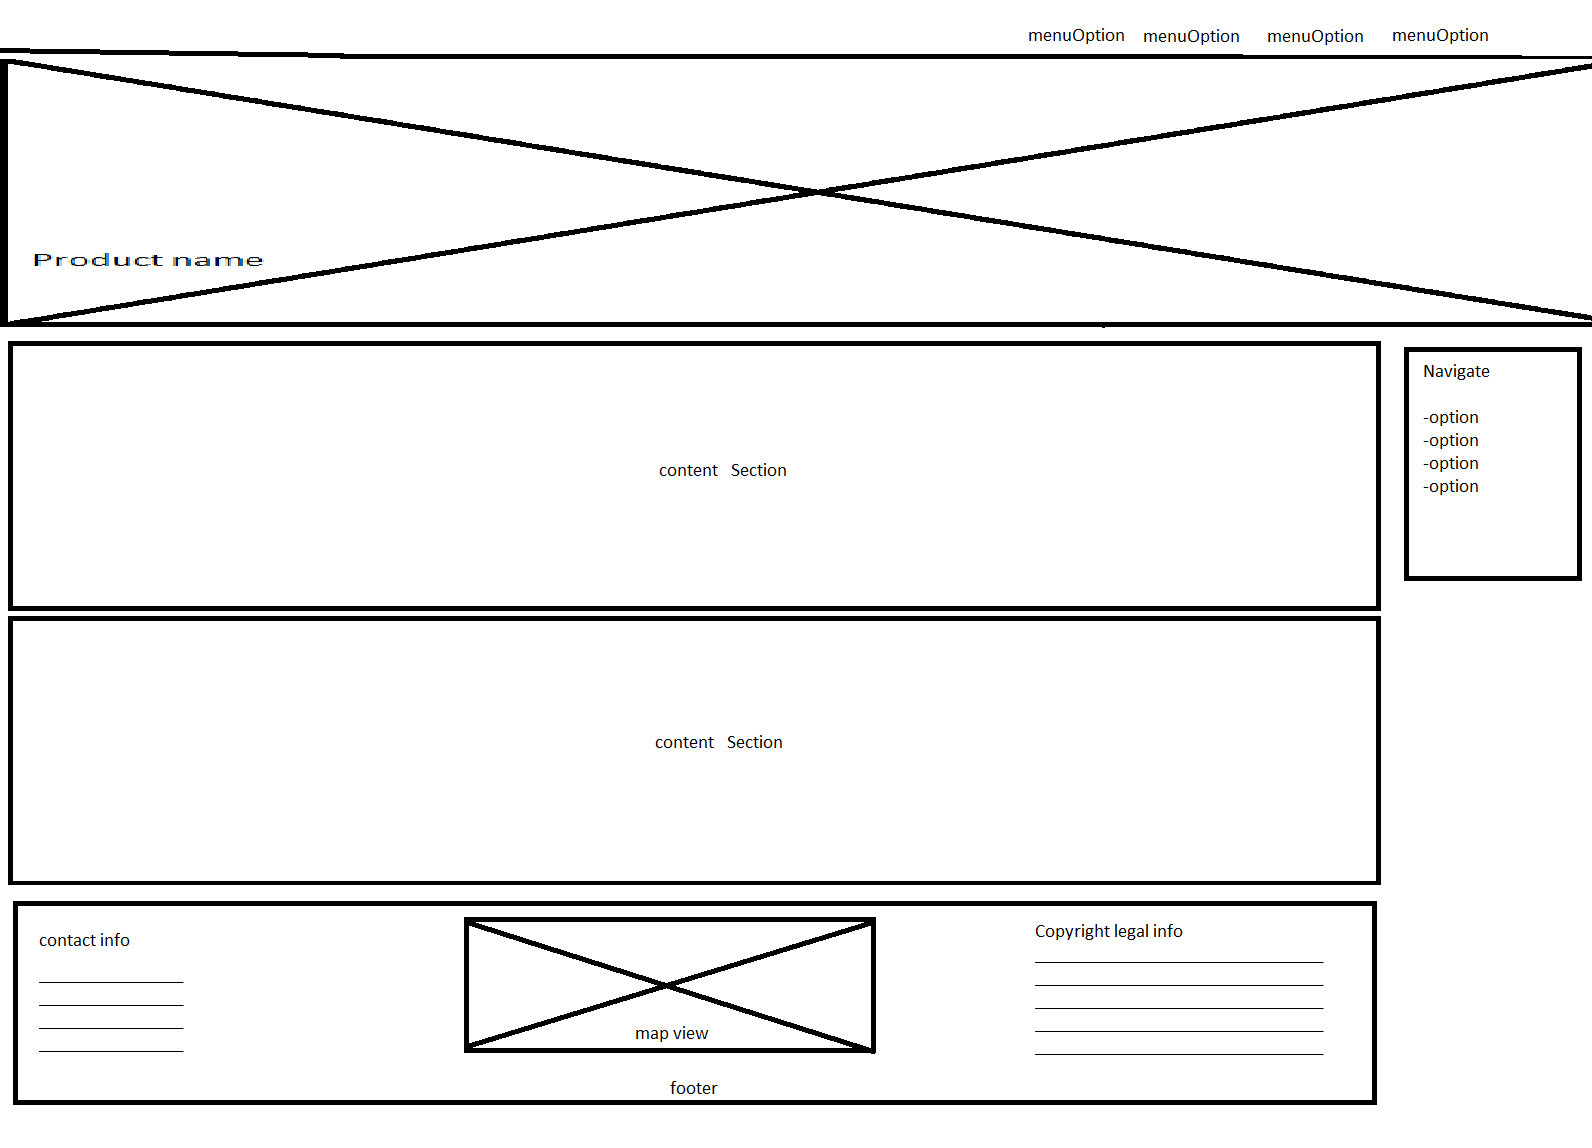 menuOption menuOption menuOption menuOption
Product name
content Section
Navigate
-option
-option
-option
-option
content Section
contact info
map view
Copyright legal info
footer